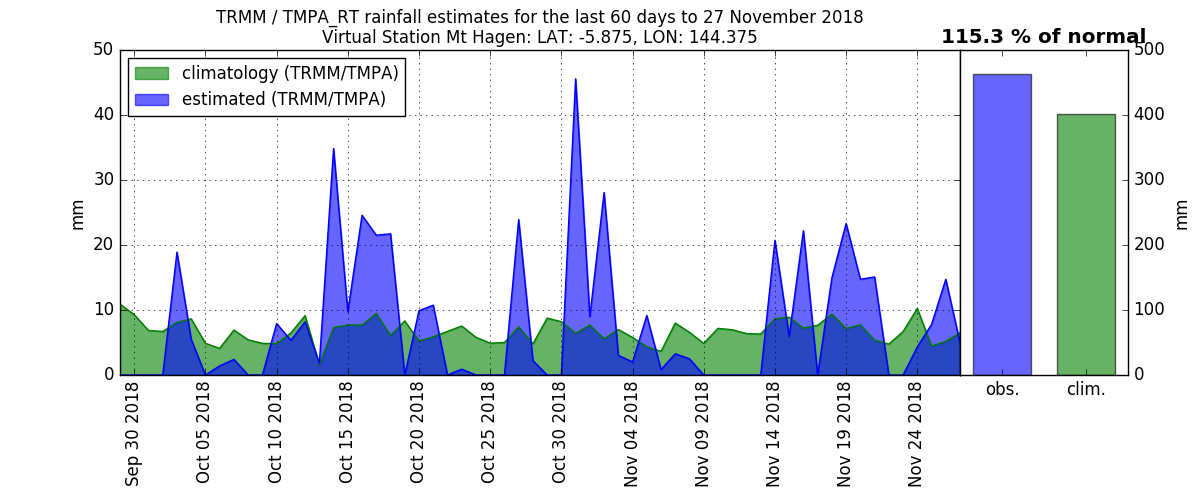 TRMM / TMPA_RT rainfall estimates for the last 60 days to 27 November 2018
Virtual Station Mt Hagen: LAT: -5.875, LON: 144.375
115.3 % of normal
climatology (TRMM/TMPA)
estimated (TRMM/TMPA)
50
40
30
20
10
0
mm
500
400
300
200
100
0
mm
Sep 30 2018
Oct 05 2018
Oct 10 2018
Oct 15 2018
Oct 20 2018
Oct 25 2018
Oct 30 2018
Nov 04 2018
Nov 09 2018
Nov 14 2018
Nov 19 2018
Nov 24 2018
obs.
clim.